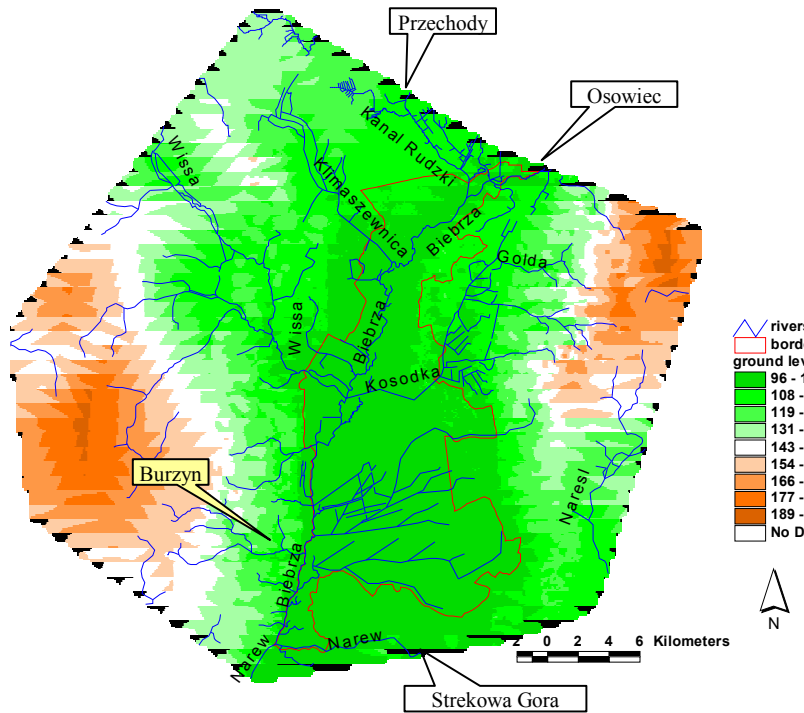 Przechody
Osowiec
Kanal Rudzki
Wissa
Klimaszewnica
Biebrza
Golda
Wissa
Biebrza
Kosodka
rivers
borde
ground lev
96 - 1
108 -
119 -
131 -
143 -
154 -
166 -
177 -
189 -
No D
Burzyn
Naresl
Biebrza
Narew
Narew
N
2 0 2 4 6 Kilometers
Strekowa Gora